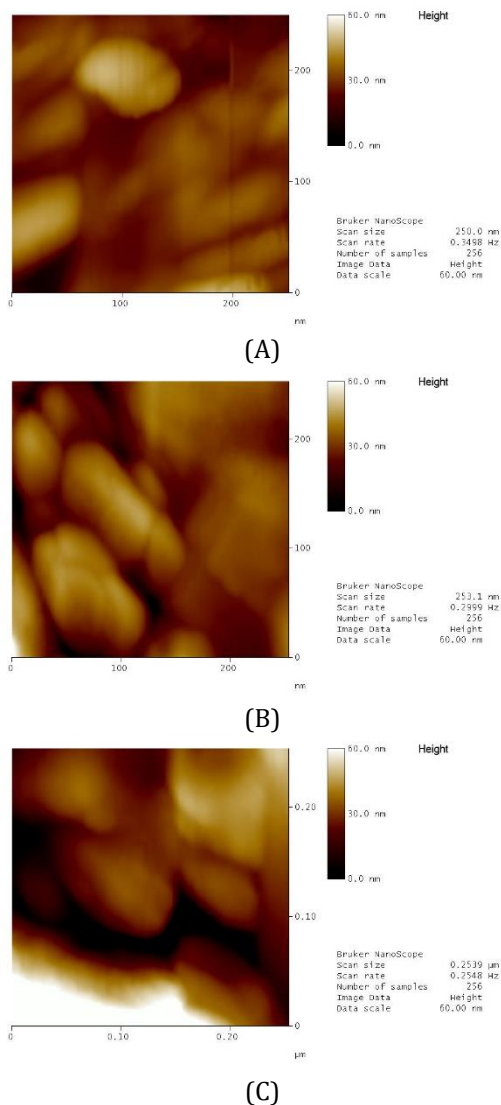 60.0 nm Height
200
30.0 nm
0.0 nm
100
Bruker NanoScope
Scan size 250.0 nm
Scan rate 0.3498 Hz
Number of samples 256
Image Data Height
Data scale 60.00 nm
0
0 100 200
nm
(A)
60.0 nm Height
200
30.0 nm
0.0 nm
100
Bruker NanoScope
Scan size 253.1 nm
Scan rate 0.2999 Hz
Number of samples 256
Image Data Height
Data scale 60.00 nm
0
0 100 200
nm
(B)
60.0 nm Height
0.20
30.0 nm
0.0 nm
0.10
Bruker NanoScope
Scan size 0.2539 µm
Scan rate 0.2548 Hz
Number of samples 256
Image Data Height
Data scale 60.00 nm
0
0 0.10 0.20
µm
(C)